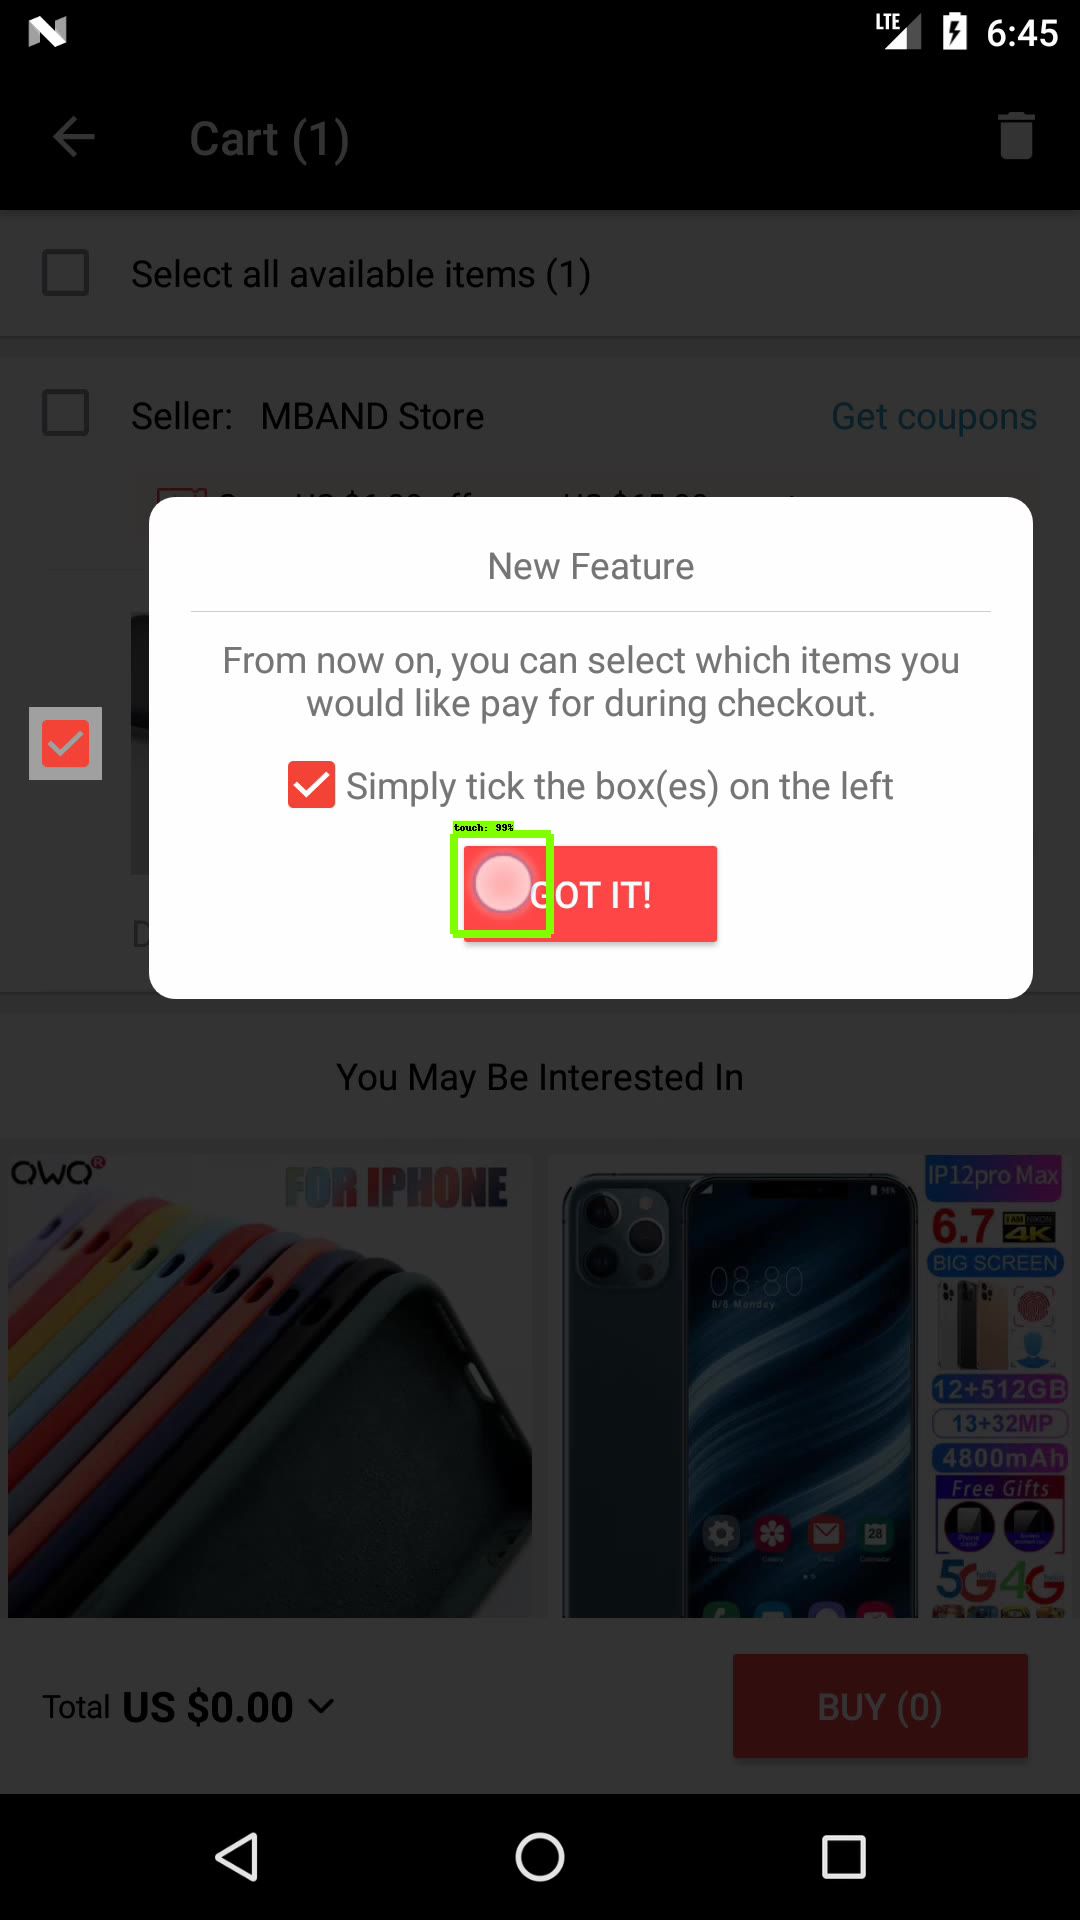 LTE 6:45
Cart (1)
Select all available items (1)
Seller: MBAND Store Get coupons
New Feature
From now on, you can select which items you
would like pay for during checkout.
Simply tick the box(es) on the left
touch: 99%
GOT IT!
You May Be Interested In
QWQ®
FOR IPHONE
IP12pro Max
6.7 4K
BIG SCREEN
08:80
8/8 Monday
12+512GB
13+32MP
4800mAh
Free Gifts
28
5G 4G
Total US $0.00
BUY (0)